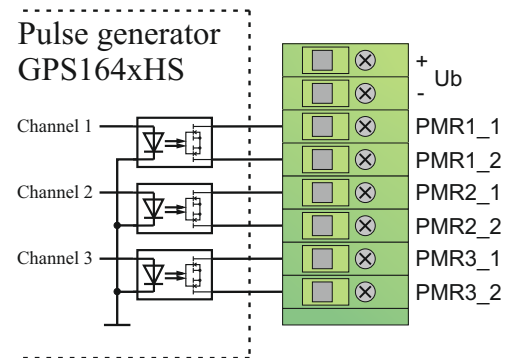 Pulse generator
GPS164xHS
+
Ub
-
Channel 1
PMR1_1
PMR1_2
Channel 2
PMR2_1
PMR2_2
Channel 3
PMR3_1
PMR3_2